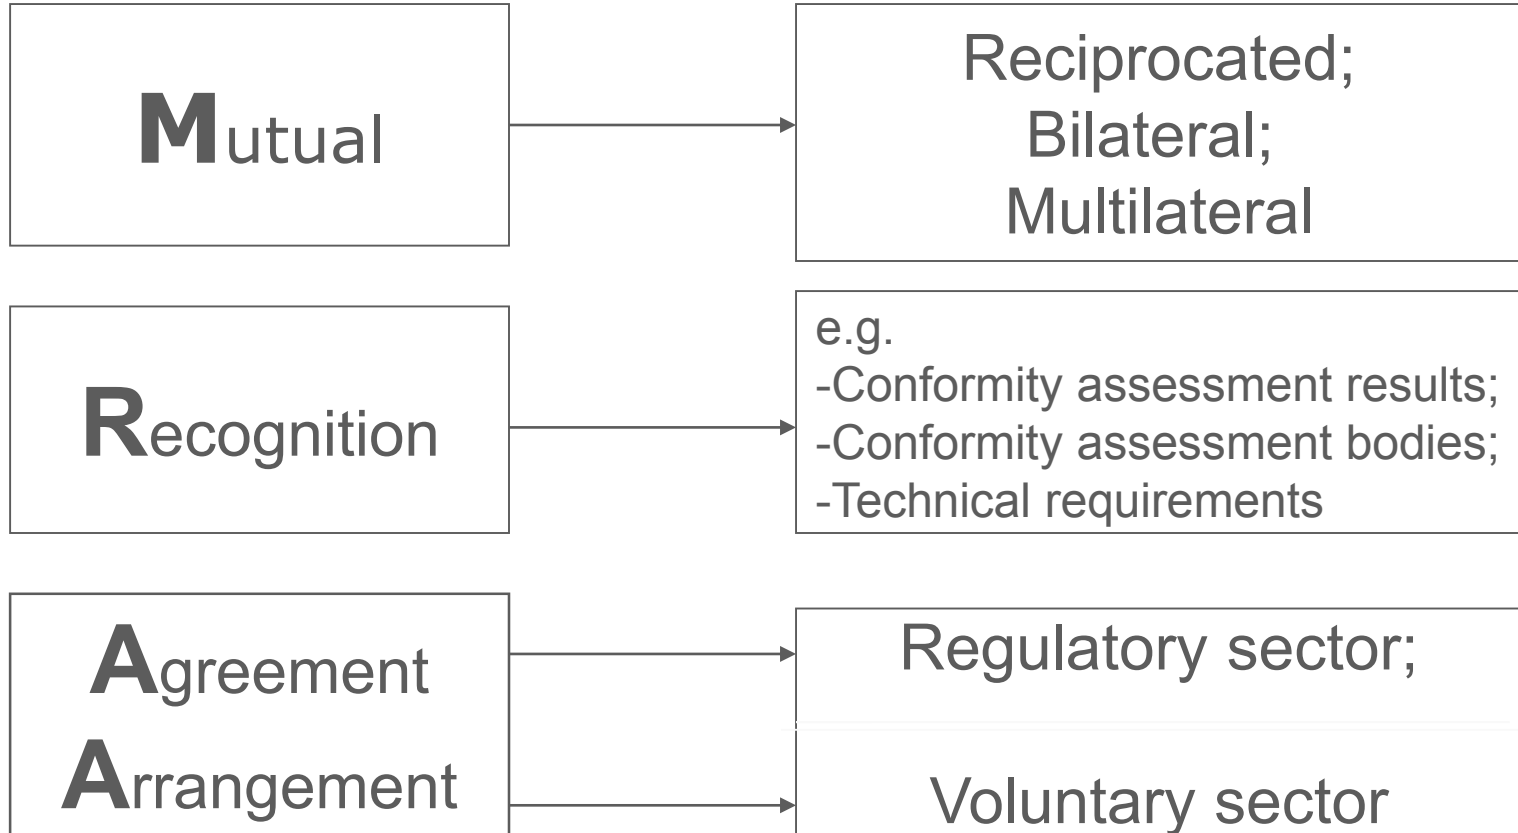 Mutual
Reciprocated;
Bilateral;
Multilateral
Recognition
e.g.
-Conformity assessment results;
-Conformity assessment bodies;
-Technical requirements
Agreement
Arrangement
Regulatory sector;
Voluntary sector